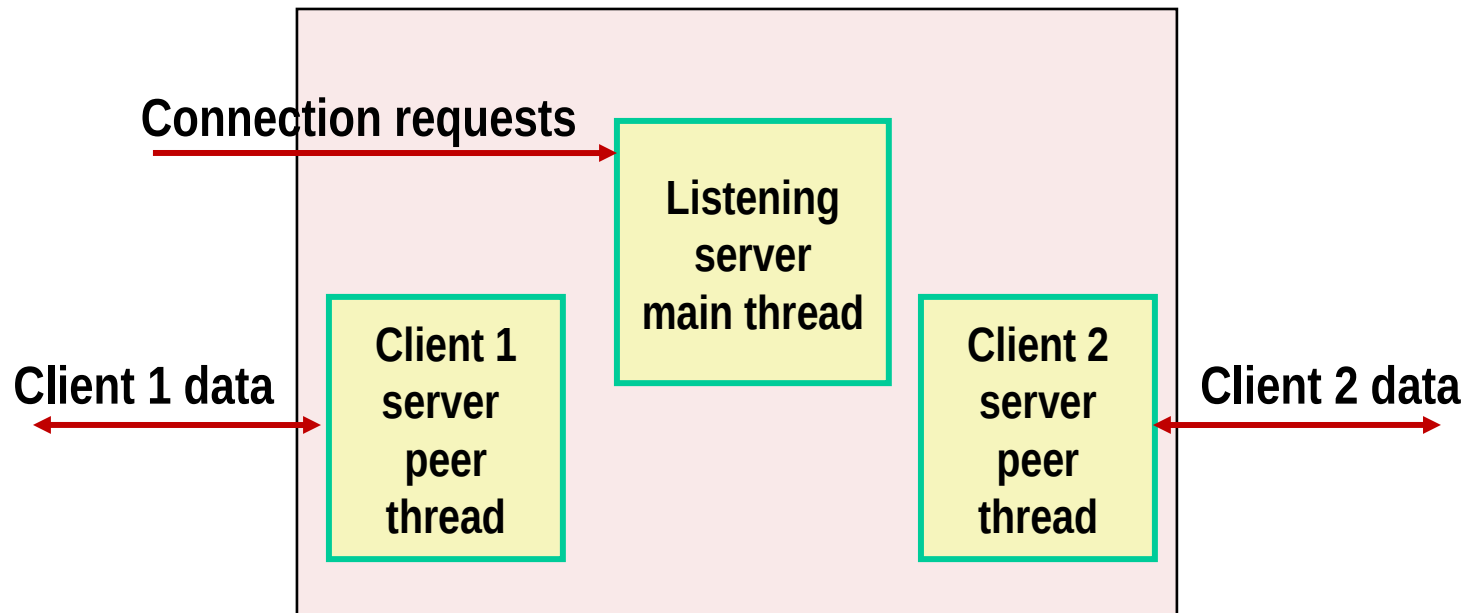 Connection requests
Listening
server
main thread
Client 1
server
peer
thread
Client 2
server
peer
thread
Client 1 data
Client 2 data